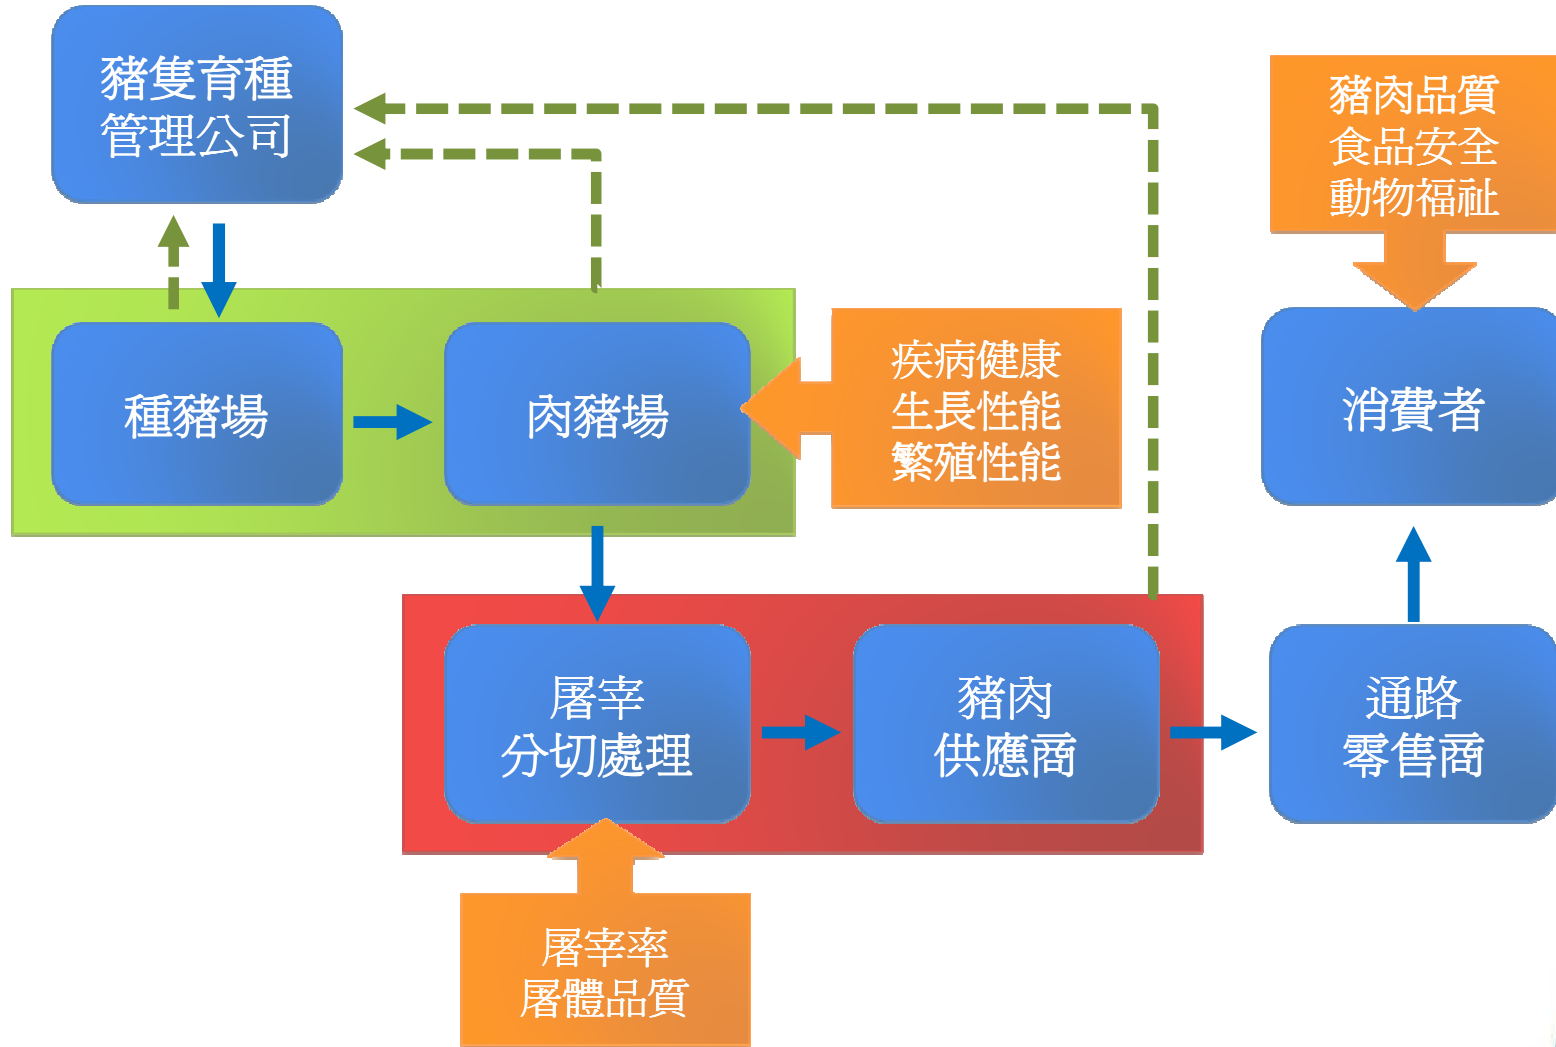 豬隻育種
管理公司
豬肉品質
食品安全
動物福祉
種豬場
肉豬場
疾病健康
生長性能
繁殖性能
消費者
屠宰
分切處理
豬肉
供應商
通路
零售商
屠宰率
屠體品質